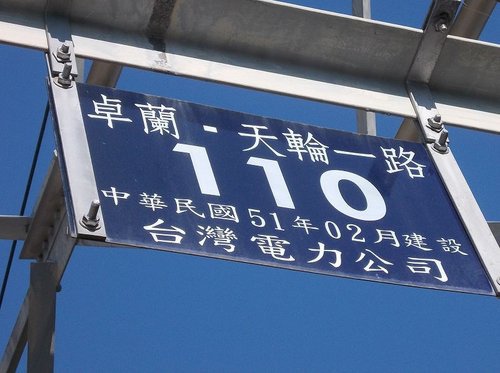 卓蘭・天輪一路
110
中華民國51年02月建設
台灣電力公司